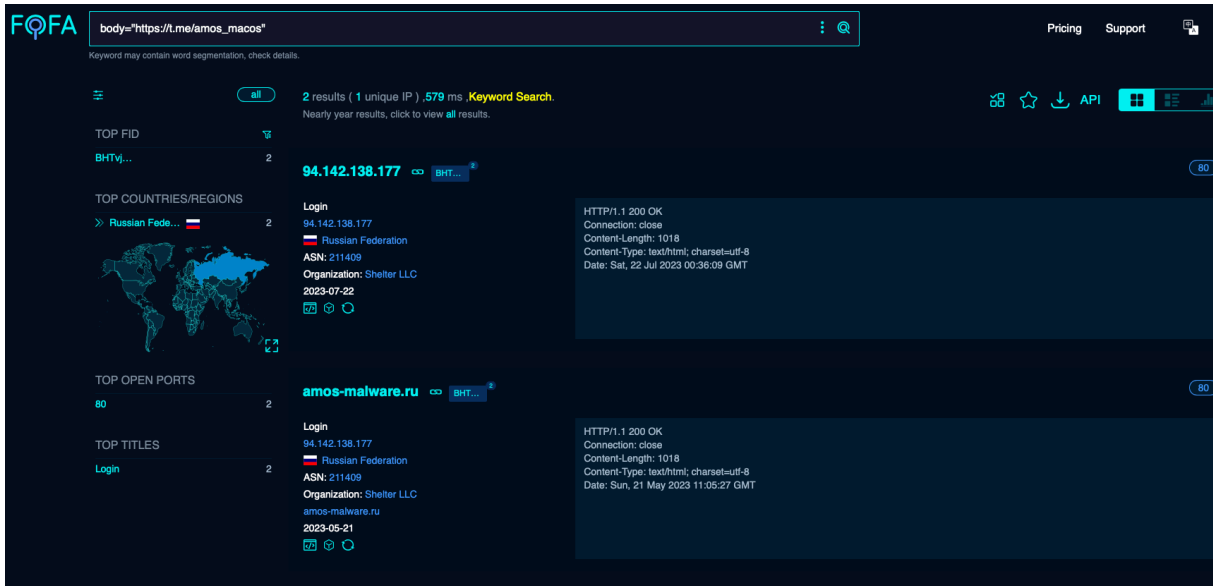 FOFA
body="https://t.me/amos_macos"
Pricing
Support
Keyword may contain word segmentation, check details.
all
2 results ( 1 unique IP ) ,579 ms ,Keyword Search.
Nearly year results, click to view all results.
API
TOP FID
BHTvj... 2
TOP COUNTRIES/REGIONS
Russian Fede... 2
TOP OPEN PORTS
80 2
TOP TITLES
Login 2
94.142.138.177 BHT... 2
80
Login
94.142.138.177
Russian Federation
ASN: 211409
Organization: Shelter LLC
2023-07-22
HTTP/1.1 200 OK
Connection: close
Content-Length: 1018
Content-Type: text/html; charset=utf-8
Date: Sat, 22 Jul 2023 00:36:09 GMT
amos-malware.ru BHT... 2
80
Login
94.142.138.177
Russian Federation
ASN: 211409
Organization: Shelter LLC
amos-malware.ru
2023-05-21
HTTP/1.1 200 OK
Connection: close
Content-Length: 1018
Content-Type: text/html; charset=utf-8
Date: Sun, 21 May 2023 11:05:27 GMT